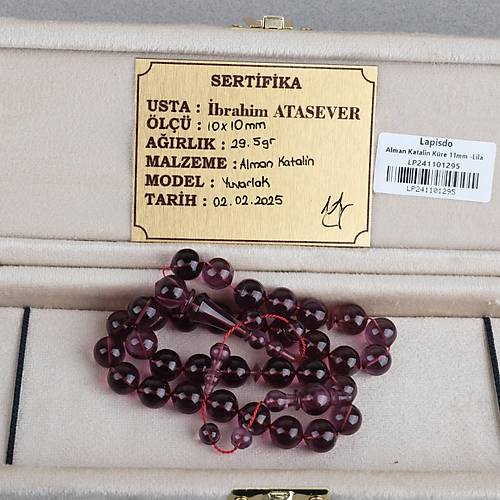 SERTİFİKA
USTA : İbrahim ATASEVER
ÖLÇÜ : 10x10mm
AĞIRLIK : 29.5gr
MALZEME : Alman Katalin
MODEL : Yuvarlak
TARİH : 02.02.2025
Lapisdo
Alman Katalin Küre 11mm -Lila
LP241101295
LP241101295